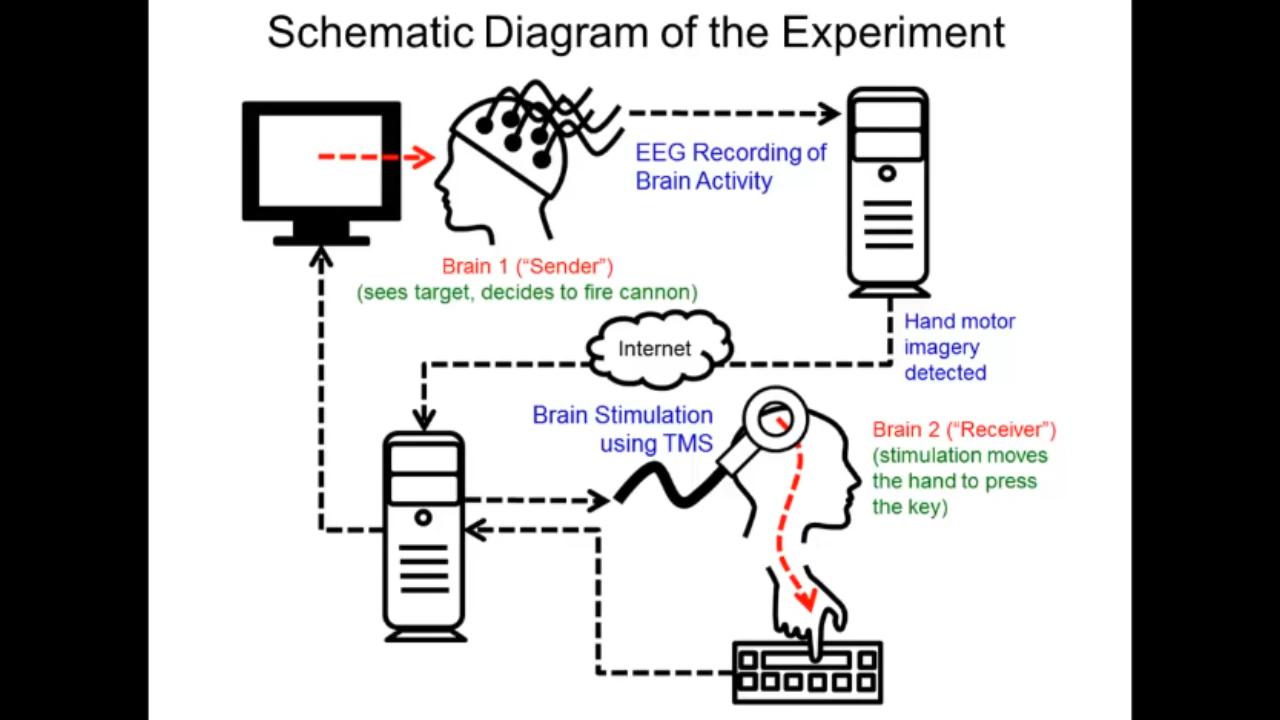 Schematic Diagram of the Experiment
EEG Recording of
Brain Activity
Brain 1 (“Sender”)
(sees target, decides to fire cannon)
Hand motor
imagery
detected
Internet
Brain Stimulation
using TMS
Brain 2 (“Receiver”)
(stimulation moves
the hand to press
the key)